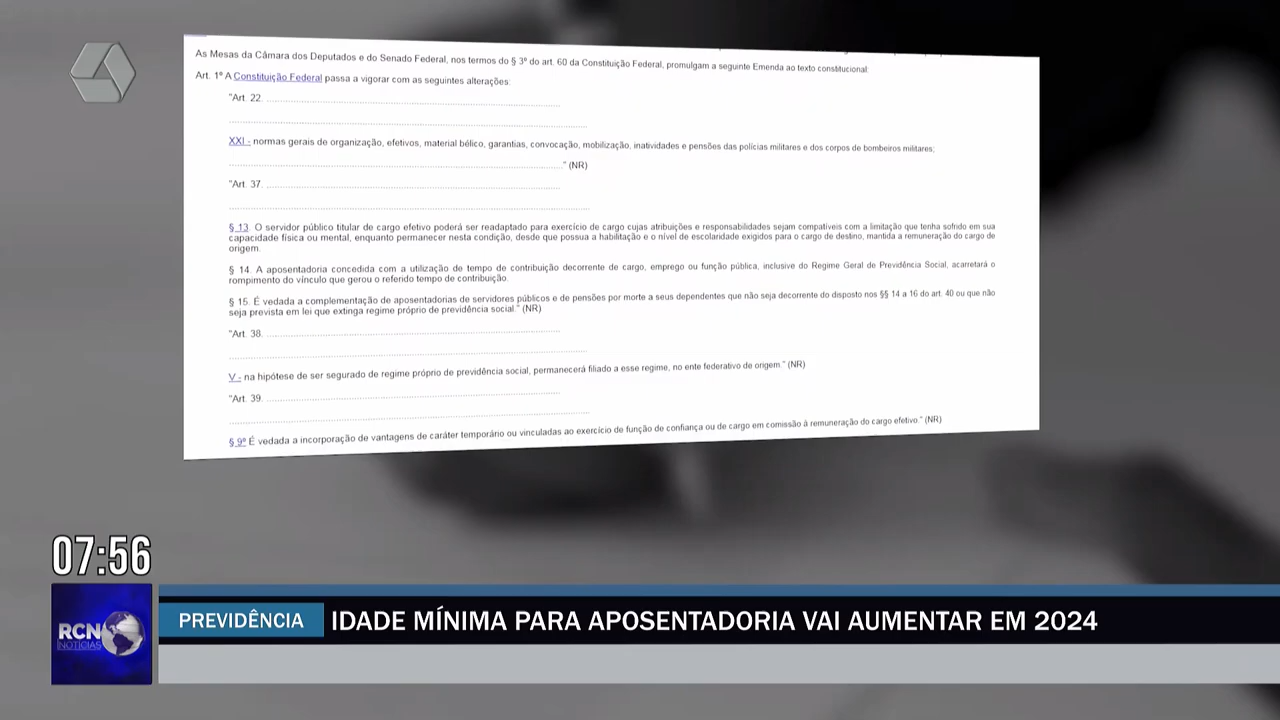 As Mesas da Câmara dos Deputados e do Senado Federal, nos termos do § 3º do art. 60 da Constituição Federal, promulgam a seguinte Emenda ao texto constitucional:
Art. 1º A Constituição Federal passa a vigorar com as seguintes alterações:
"Art. 22. ........................................................................................................
........................................................................................................................
XXI - normas gerais de organização, efetivos, material bélico, garantias, convocação, mobilização, inatividades e pensões das polícias militares e dos corpos de bombeiros militares;
................................................................................................................" (NR)
"Art. 37. ........................................................................................................
........................................................................................................................
§ 13. O servidor público titular de cargo efetivo poderá ser readaptado para exercício de cargo cujas atribuições e responsabilidades sejam compatíveis com a limitação que tenha sofrido em sua
capacidade física ou mental, enquanto permanecer nesta condição, desde que possua a habilitação e o nível de escolaridade exigidos para o cargo de destino, mantida a remuneração do cargo de
origem.
§ 14. A aposentadoria concedida com a utilização de tempo de contribuição decorrente de cargo, emprego ou função pública, inclusive do Regime Geral de Previdência Social, acarretará o
rompimento do vínculo que gerou o referido tempo de contribuição.
§ 15. É vedada a complementação de aposentadorias de servidores públicos e de pensões por morte a seus dependentes que não seja decorrente do disposto nos §§ 14 a 16 do art. 40 ou que não
seja prevista em lei que extinga regime próprio de previdência social." (NR)
"Art. 38. ........................................................................................................
........................................................................................................................
V - na hipótese de ser segurado de regime próprio de previdência social, permanecerá filiado a esse regime, no ente federativo de origem." (NR)
"Art. 39. ........................................................................................................
........................................................................................................................
§ 9º É vedada a incorporação de vantagens de caráter temporário ou vinculadas ao exercício de função de confiança ou de cargo em comissão à remuneração do cargo efetivo." (NR)
07:56
RCN
NOTÍCIAS
PREVIDÊNCIA
IDADE MÍNIMA PARA APOSENTADORIA VAI AUMENTAR EM 2024